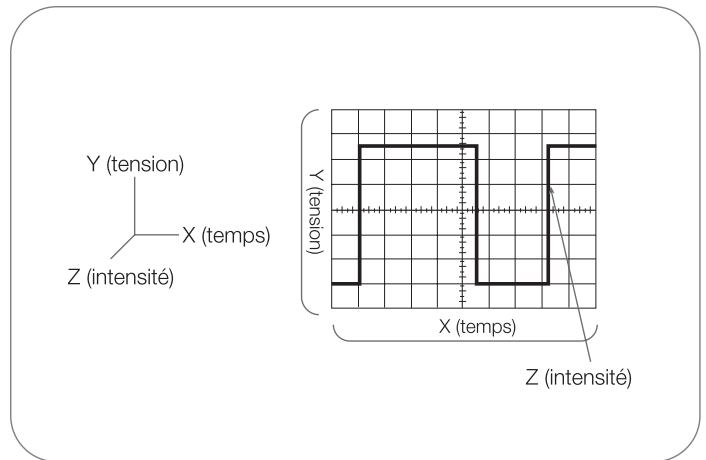 Y (tension)
X (temps)
Z (intensité)
Y (tension)
X (temps)
Z (intensité)